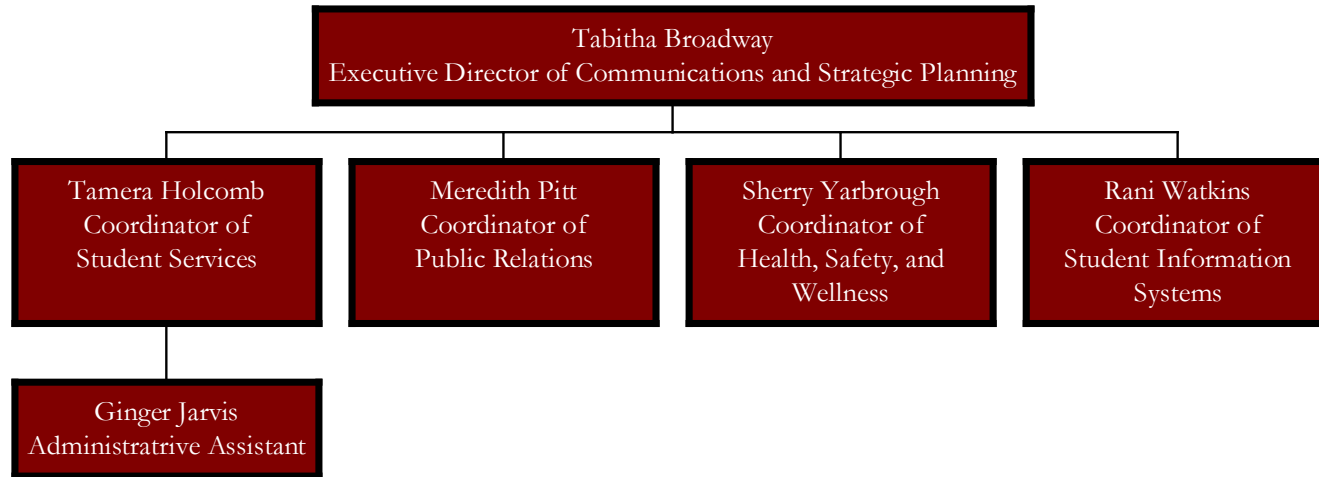 Tabitha Broadway
Executive Director of Communications and Strategic Planning
Tamera Holcomb
Coordinator of
Student Services
Meredith Pitt
Coordinator of
Public Relations
Sherry Yarbrough
Coordinator of
Health, Safety, and
Wellness
Rani Watkins
Coordinator of
Student Information
Systems
Ginger Jarvis
Administratrive Assistant